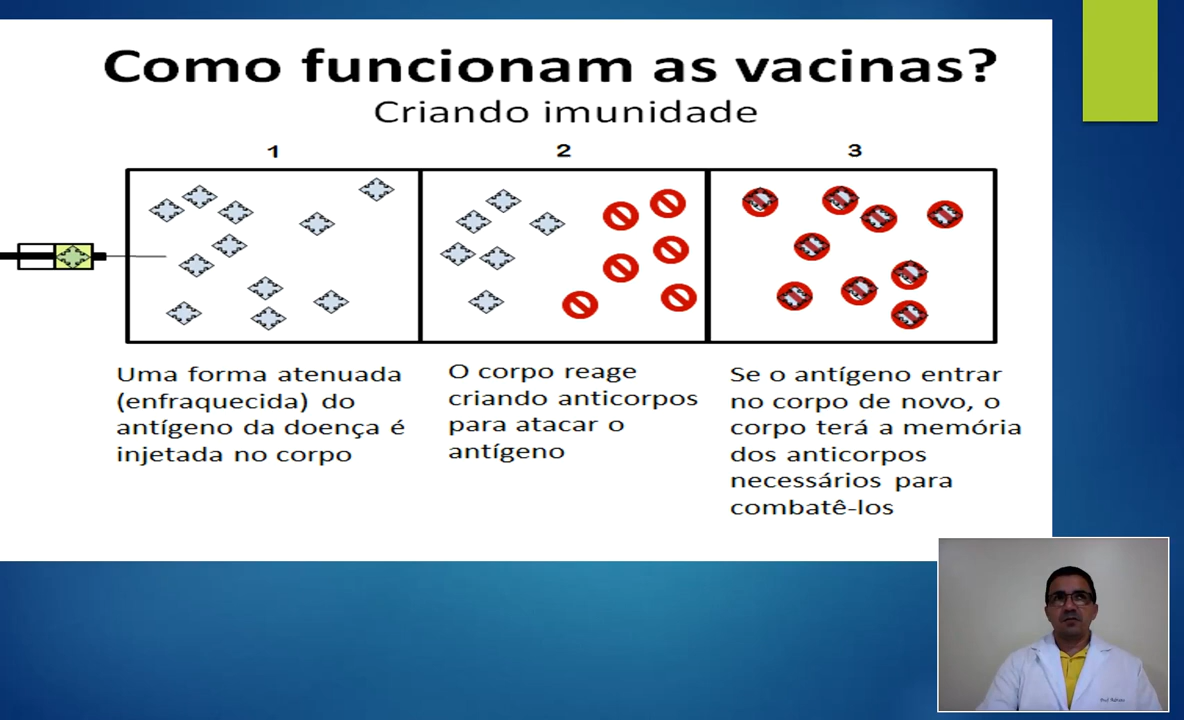 Como funcionam as vacinas?
Criando imunidade
1
2
3
Uma forma atenuada
(enfraquecida) do
antígeno da doença é
injetada no corpo
O corpo reage
criando anticorpos
para atacar o
antígeno
Se o antígeno entrar
no corpo de novo, o
corpo terá a memória
dos anticorpos
necessários para
combatê-los